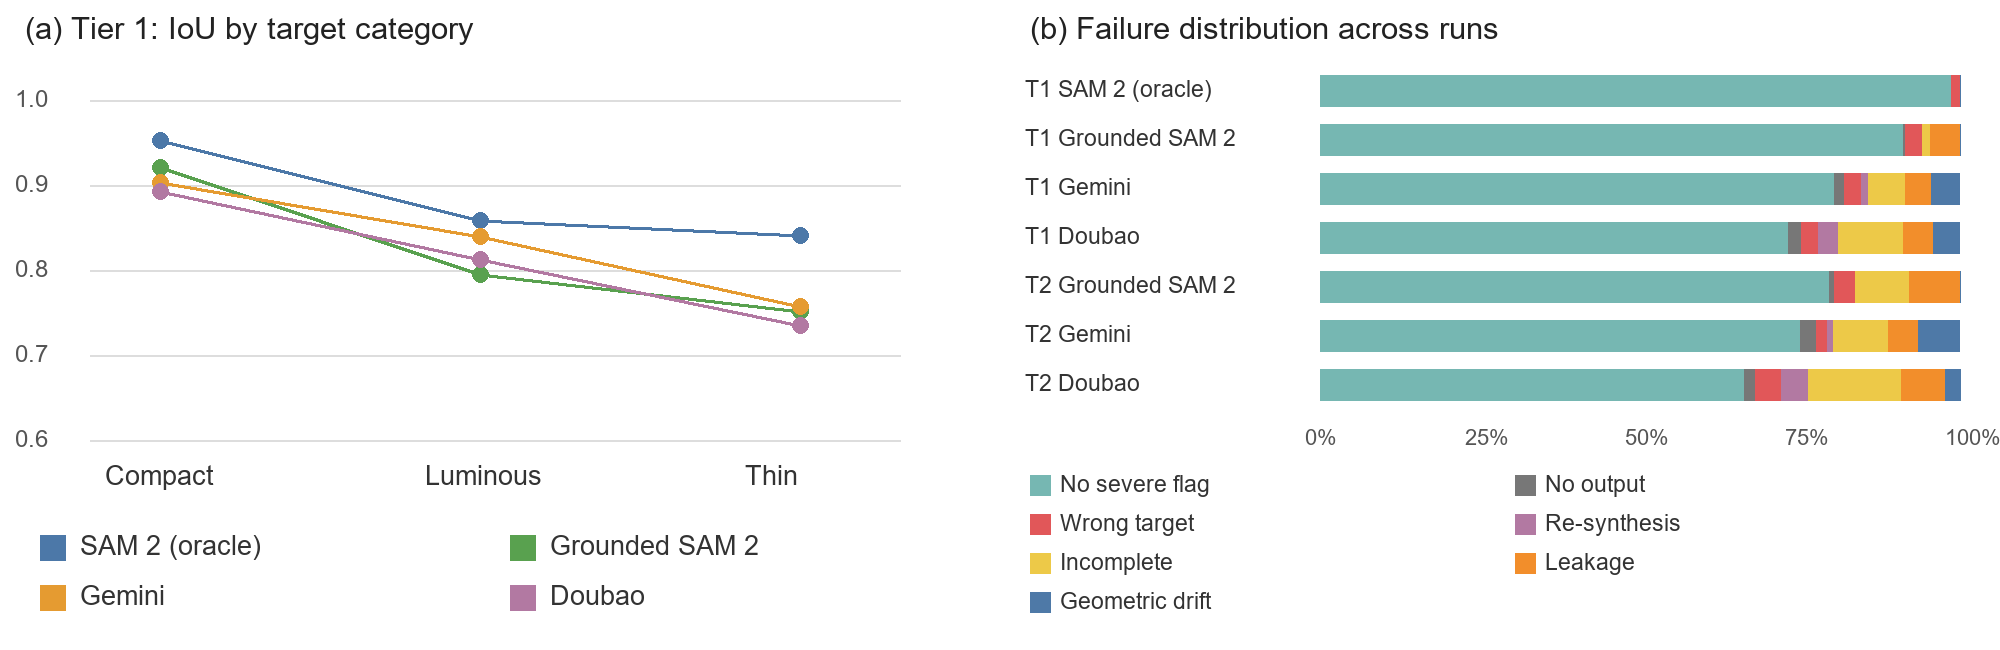 (a) Tier 1: IoU by target category
1.0
0.9
0.8
0.7
0.6
Compact Luminous Thin
SAM 2 (oracle) Grounded SAM 2
Gemini Doubao
(b) Failure distribution across runs
T1 SAM 2 (oracle)
T1 Grounded SAM 2
T1 Gemini
T1 Doubao
T2 Grounded SAM 2
T2 Gemini
T2 Doubao
0% 25% 50% 75% 100%
No severe flag No output
Wrong target Re-synthesis
Incomplete Leakage
Geometric drift